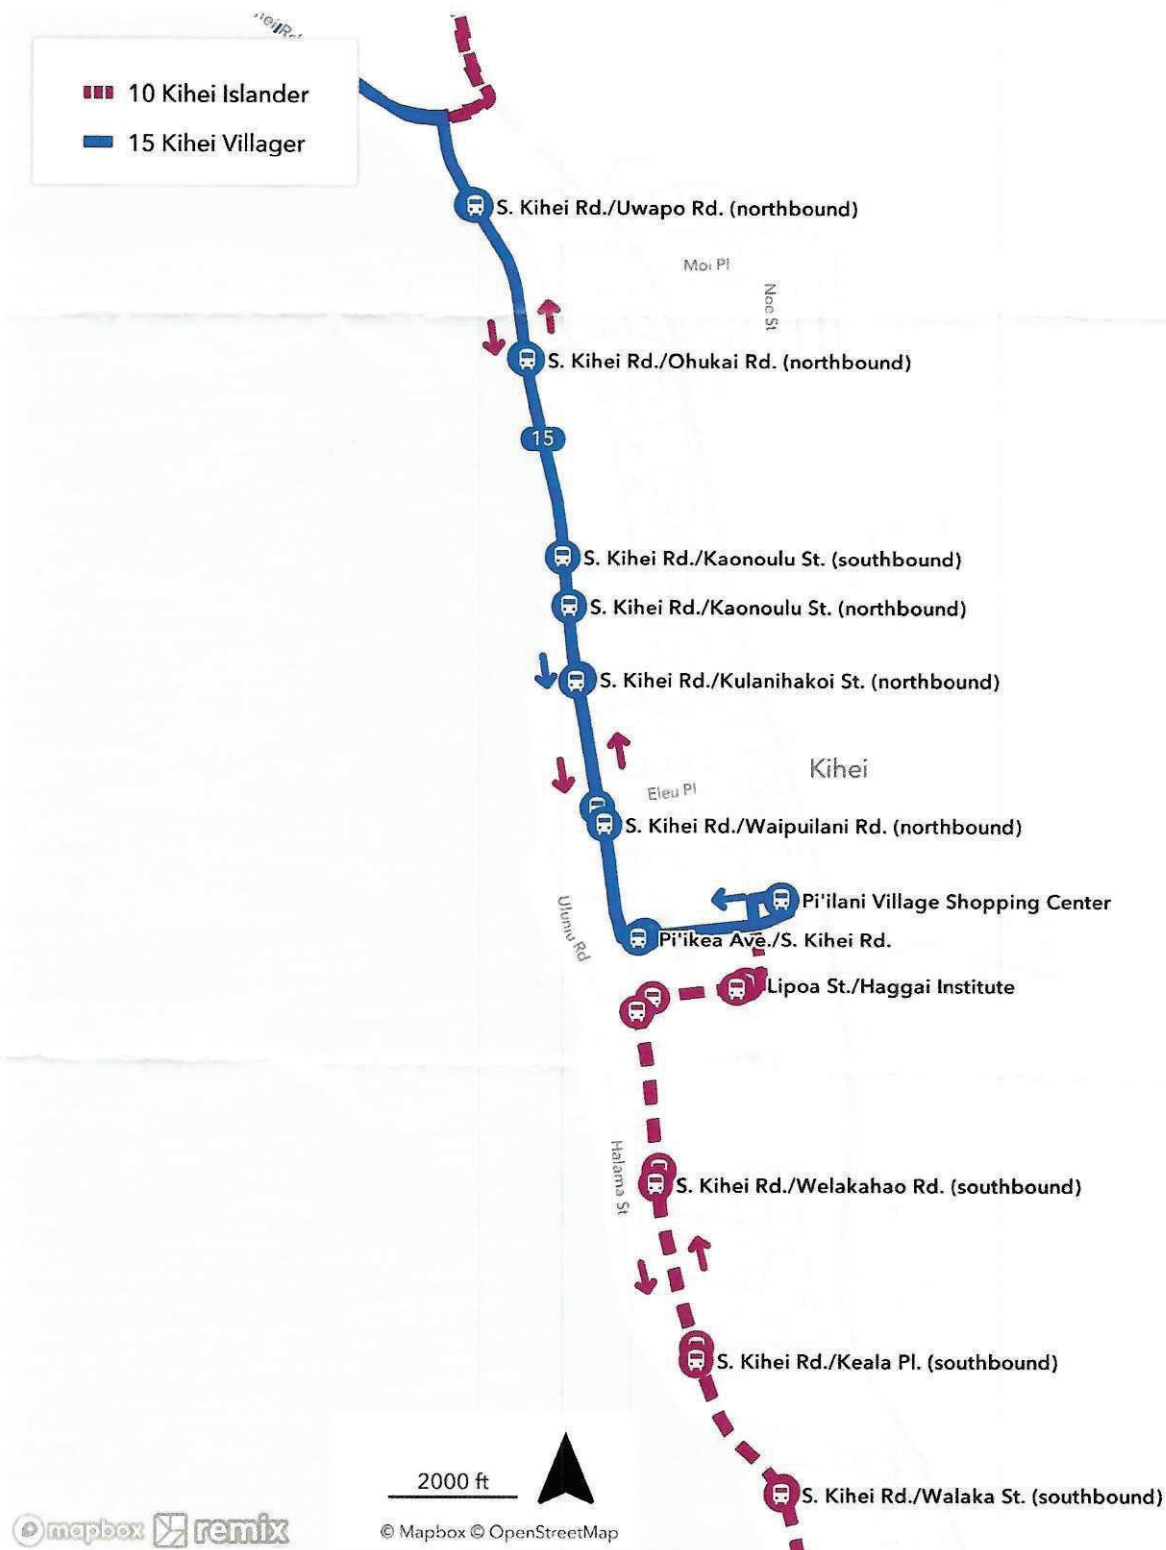 10 Kihei Islander
15 Kihei Villager
S. Kihei Rd./Uwapo Rd. (northbound)
Moi Pl
Noe St
S. Kihei Rd./Ohukai Rd. (northbound)
15
S. Kihei Rd./Kaonoulu St. (southbound)
S. Kihei Rd./Kaonoulu St. (northbound)
S. Kihei Rd./Kulanihakoi St. (northbound)
Kihei
Eleu Pl
S. Kihei Rd./Waipuilani Rd. (northbound)
Pi'ilani Village Shopping Center
Uluniu Rd
Pi'ikea Ave./S. Kihei Rd.
Lipoa St./Haggai Institute
Halama St
S. Kihei Rd./Welakahao Rd. (southbound)
S. Kihei Rd./Keala Pl. (southbound)
2000 ft
S. Kihei Rd./Walaka St. (southbound)
mapbox remix
© Mapbox © OpenStreetMap